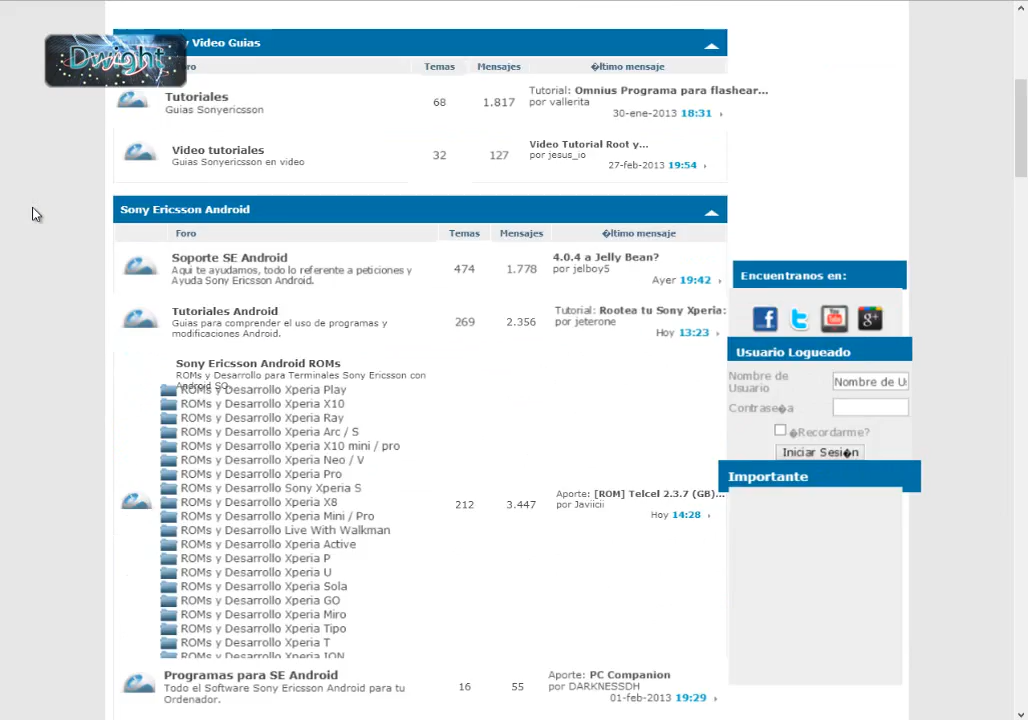 Dwight
y Video Guias
oro Temas Mensajes �ltimo mensaje
Tutoriales
Guias Sonyericsson
68 1.817
Tutorial: Omnius Programa para flashear...
por vallerita
30-ene-2013 18:31
Video tutoriales
Guias Sonyericsson en video
32 127
Video Tutorial Root y...
por jesus_io
27-feb-2013 19:54
Sony Ericsson Android
Foro Temas Mensajes �ltimo mensaje
Soporte SE Android
Aqui te ayudamos, todo lo referente a peticiones y
Ayuda Sony Ericsson Android.
474 1.778
4.0.4 a Jelly Bean?
por jelboy5
Ayer 19:42
Tutoriales Android
Guias para comprender el uso de programas y
modificaciones Android.
269 2.356
Tutorial: Rootea tu Sony Xperia:
por jeterone
Hoy 13:23
Sony Ericsson Android ROMs
ROMs y Desarrollo para Terminales Sony Ericsson con
Android SO
ROMs y Desarrollo Xperia Play
ROMs y Desarrollo Xperia X10
ROMs y Desarrollo Xperia Ray
ROMs y Desarrollo Xperia Arc / S
ROMs y Desarrollo Xperia X10 mini / pro
ROMs y Desarrollo Xperia Neo / V
ROMs y Desarrollo Xperia Pro
ROMs y Desarrollo Sony Xperia S
ROMs y Desarrollo Xperia X8
ROMs y Desarrollo Xperia Mini / Pro
ROMs y Desarrollo Live With Walkman
ROMs y Desarrollo Xperia Active
ROMs y Desarrollo Xperia P
ROMs y Desarrollo Xperia U
ROMs y Desarrollo Xperia Sola
ROMs y Desarrollo Xperia GO
ROMs y Desarrollo Xperia Miro
ROMs y Desarrollo Xperia Tipo
ROMs y Desarrollo Xperia T
ROMs y Desarrollo Xperia ION
212 3.447
Aporte: [ROM] Telcel 2.3.7 (GB)...
por Javiicii
Hoy 14:28
Programas para SE Android
Todo el Software Sony Ericsson Android para tu
Ordenador.
16 55
Aporte: PC Companion
por DARKNESSDH
01-feb-2013 19:29
Encuentranos en:
You
Tube
g+
Usuario Logueado
Nombre de
Usuario
Nombre de U
Contrase�a
�Recordarme?
Iniciar Sesi�n
Importante